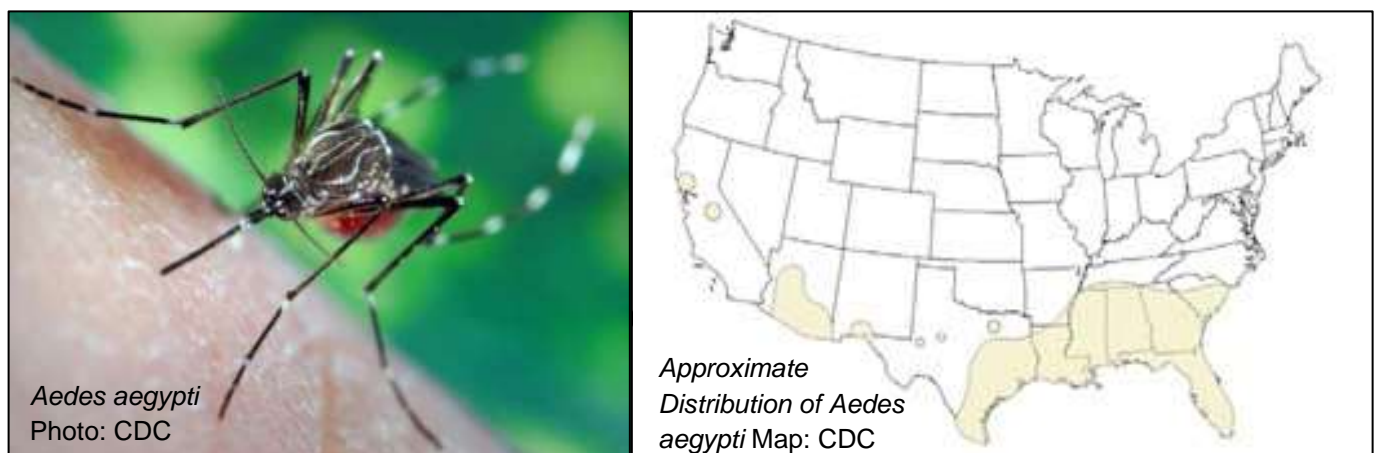 Aedes aegypti
Photo: CDC
Approximate
Distribution of Aedes
aegypti Map: CDC